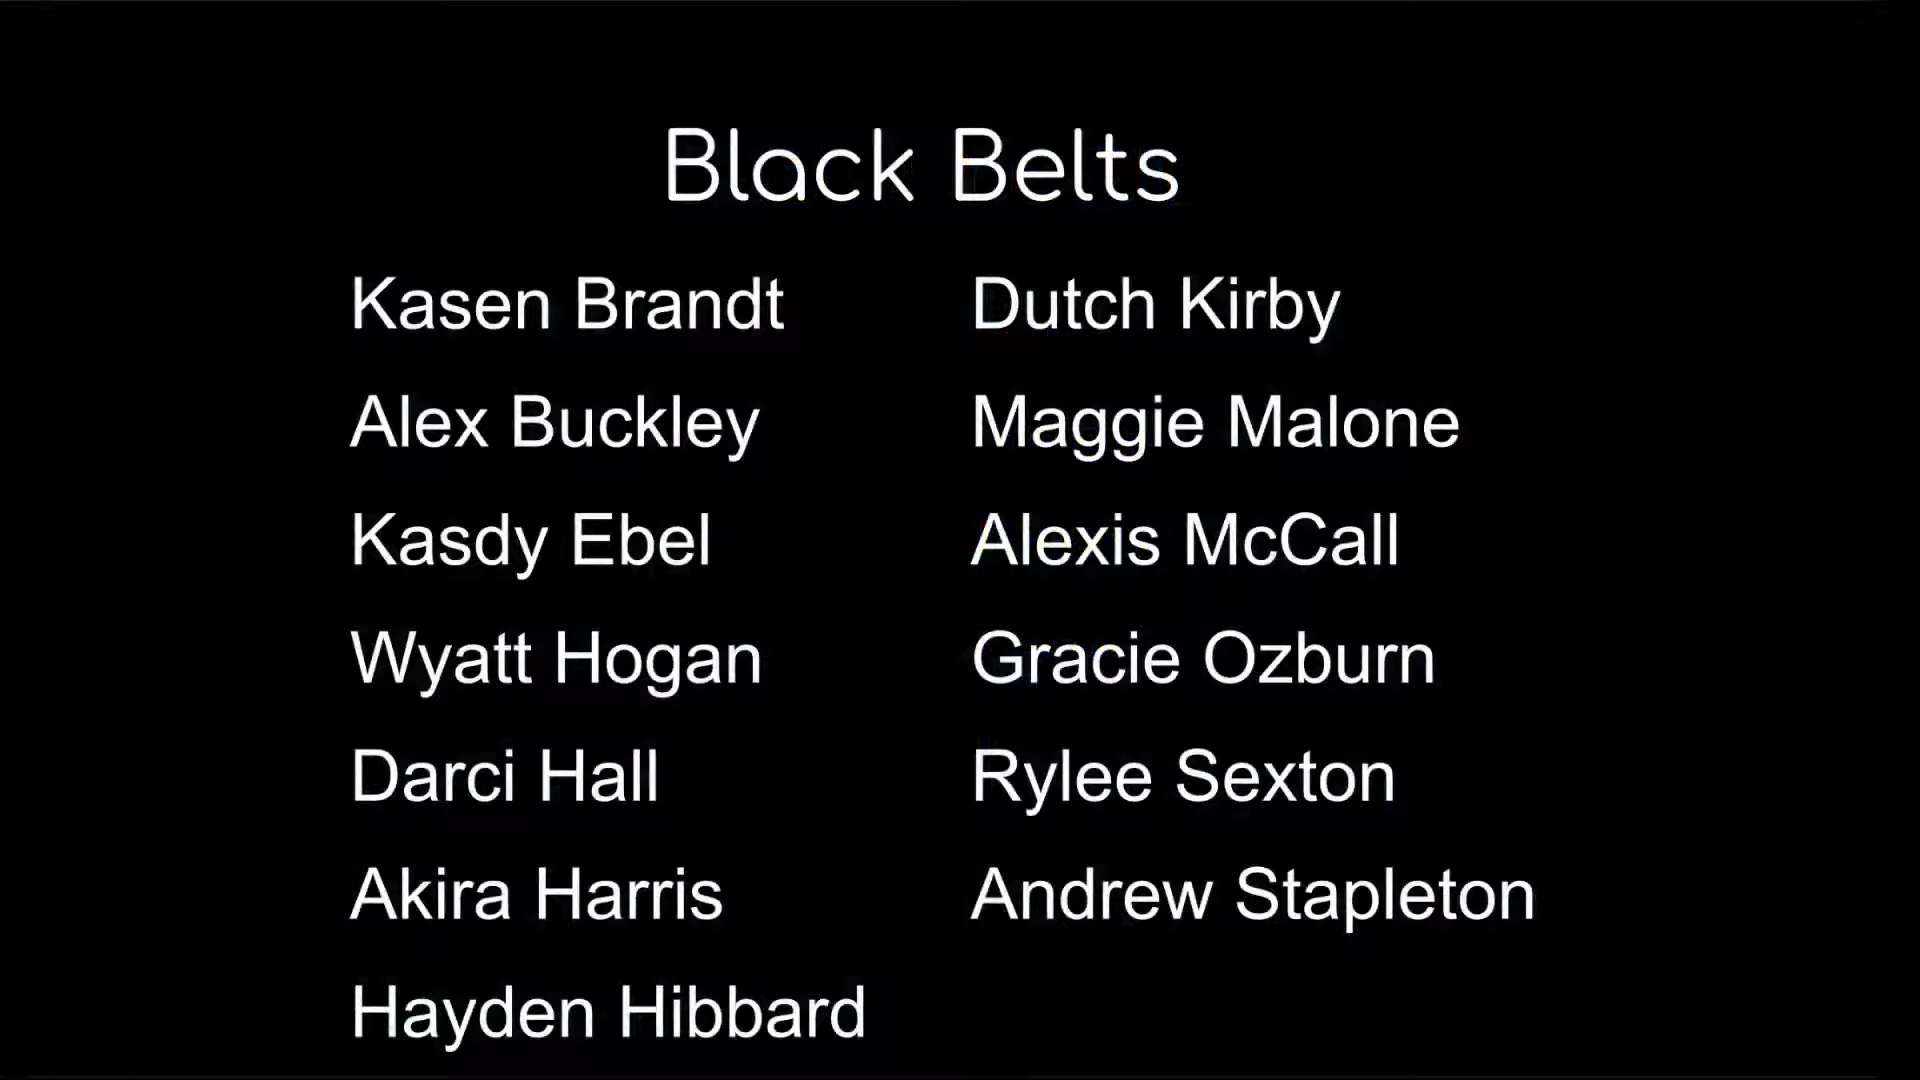 Black Belts
Kasen Brandt
Alex Buckley
Kasdy Ebel
Wyatt Hogan
Darci Hall
Akira Harris
Hayden Hibbard
Dutch Kirby
Maggie Malone
Alexis McCall
Gracie Ozburn
Rylee Sexton
Andrew Stapleton